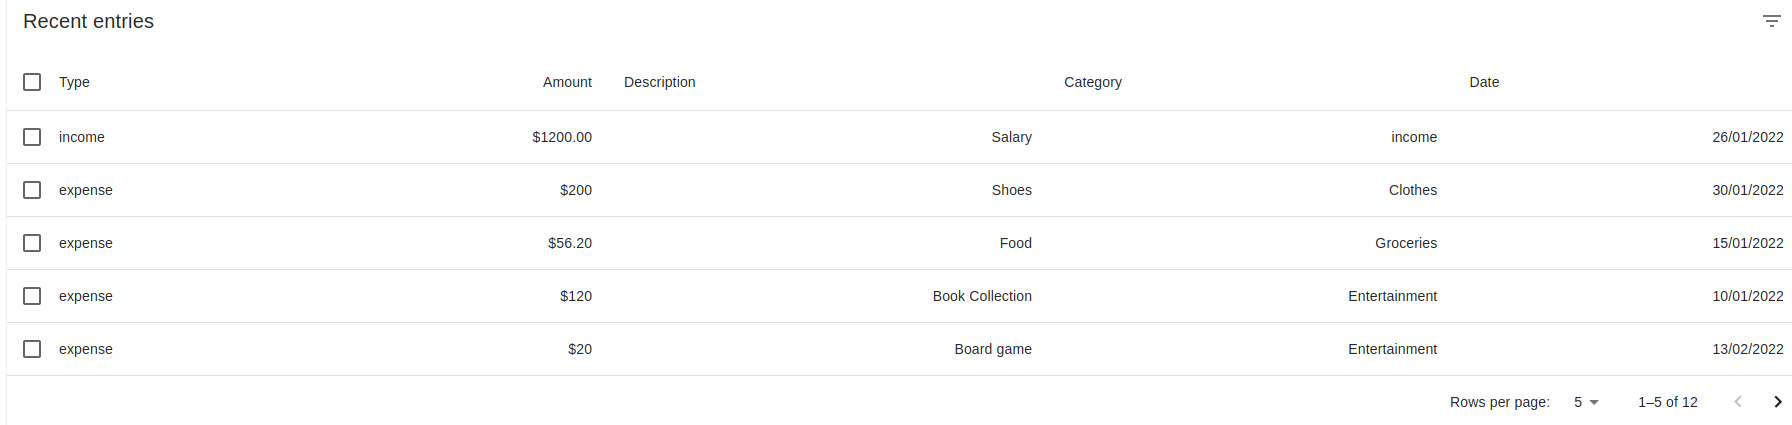 Recent entries
Type Amount Description Category Date
income $1200.00 Salary income 26/01/2022
expense $200 Shoes Clothes 30/01/2022
expense $56.20 Food Groceries 15/01/2022
expense $120 Book Collection Entertainment 10/01/2022
expense $20 Board game Entertainment 13/02/2022
Rows per page: 5 1–5 of 12